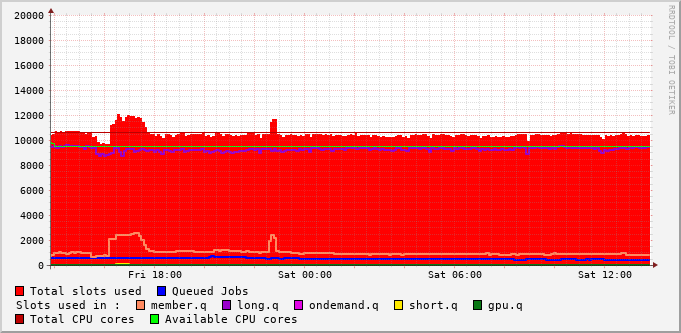 RRDTOOL / TOBI OETIKER
20000
18000
16000
14000
12000
10000
8000
6000
4000
2000
0
Fri 18:00 Sat 00:00 Sat 06:00 Sat 12:00
Total slots used Queued Jobs
Slots used in : member.q long.q ondemand.q short.q gpu.q
Total CPU cores Available CPU cores